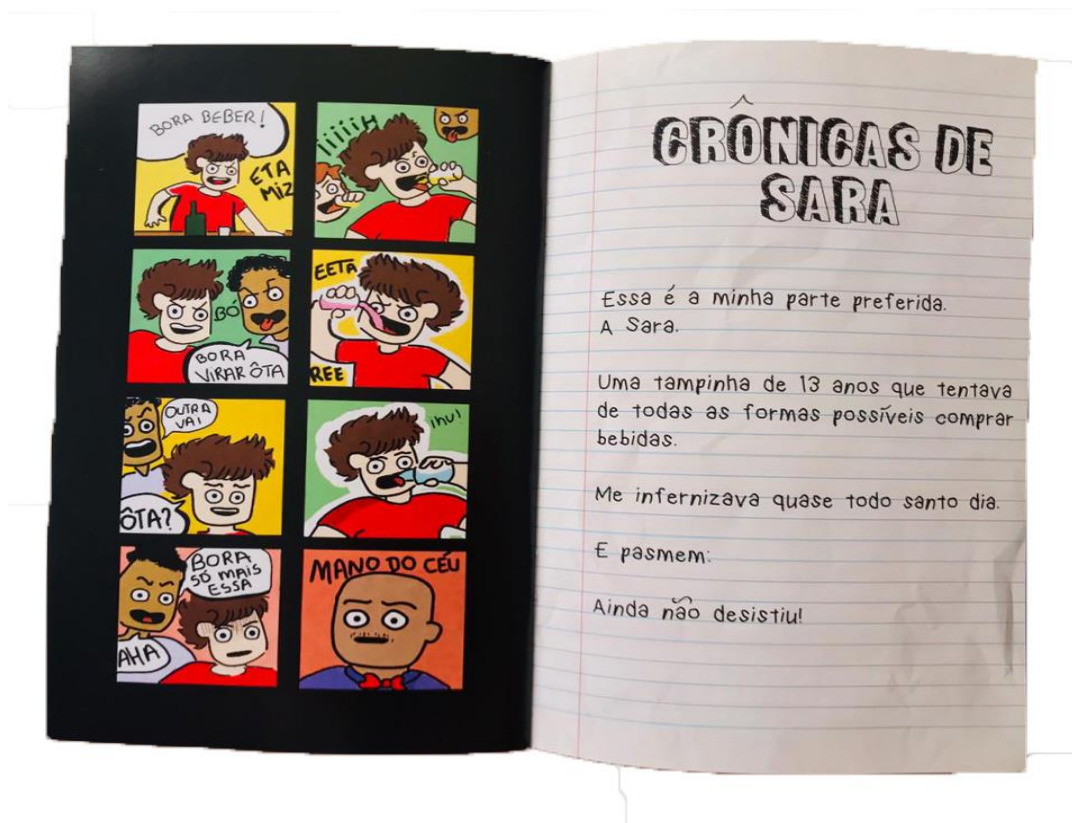 BORA BEBER!
ETA
MIZ
iiiiiH
BÓ
BORA
VIRAR ÔTA
EETA
REE
OUTRA
VAI
ÔTA?
ihu!
BORA
SÓ MAIS
ESSA
AHA
MANO DO CÉU
CRÔNICAS DE
SARA
Essa é a minha parte preferida.
A Sara.
Uma tampinha de 13 anos que tentava
de todas as formas possíveis comprar
bebidas.
Me infernizava quase todo santo dia.
E pasmem:
Ainda não desistiu!